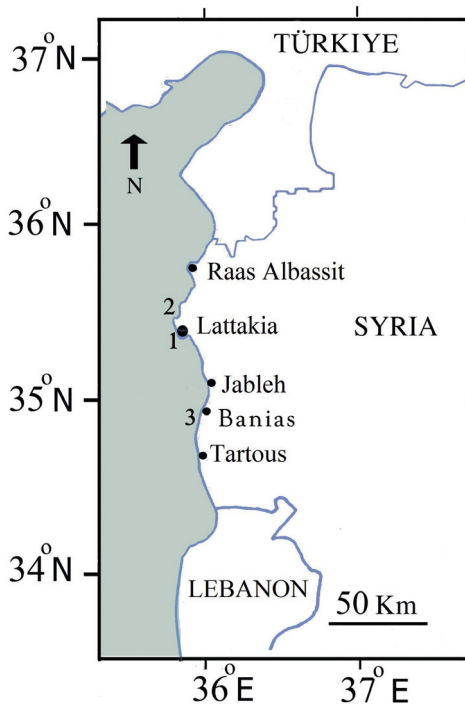 37°N
TÜRKIYE
N
36°N
Raas Albassit
2
Lattakia
1
SYRIA
Jableh
35°N
3 Banias
Tartous
34°N
LEBANON
50 Km
36°E
37°E